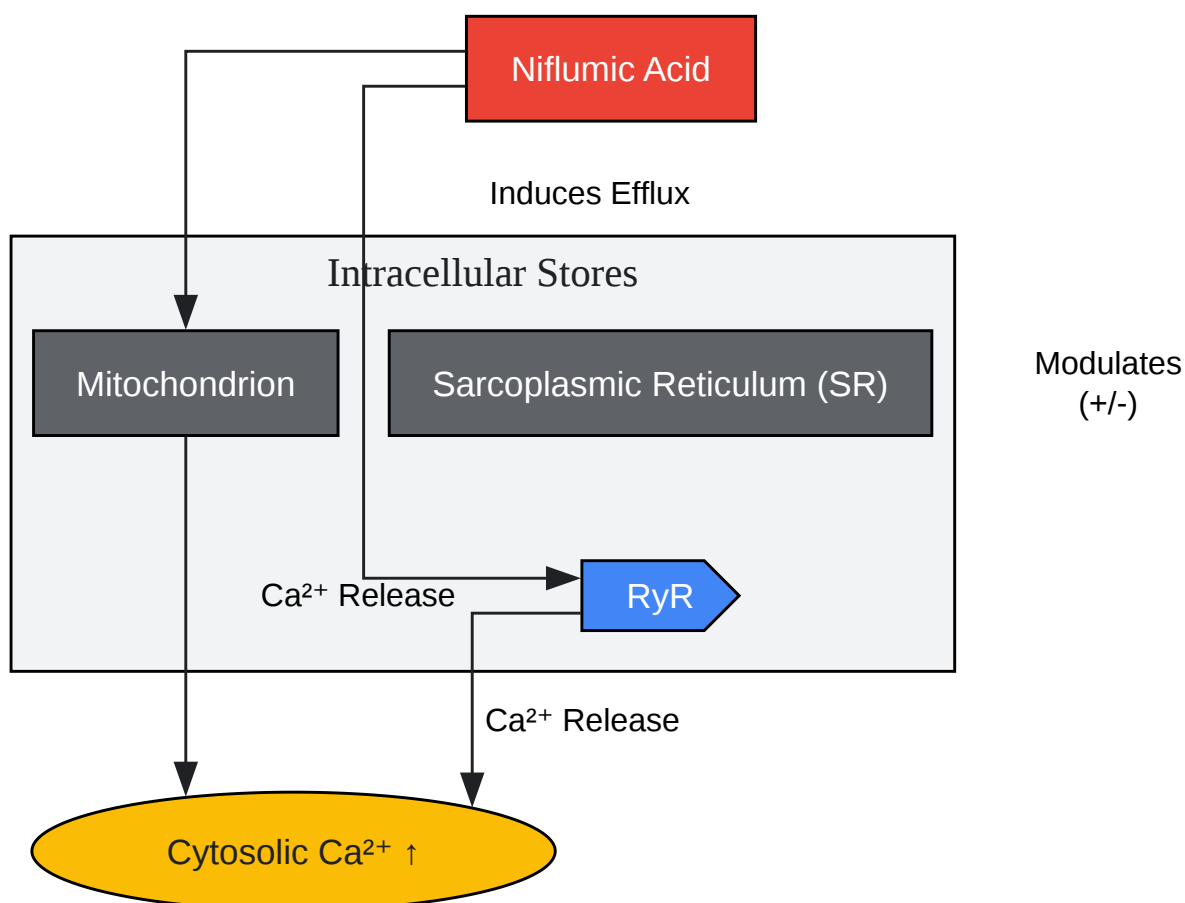 Niflumic Acid
Induces Efflux
Intracellular Stores
Mitochondrion
Sarcoplasmic Reticulum (SR)
Modulates
(+/-)
Ca²⁺ Release
RyR
Ca²⁺ Release
Cytosolic Ca²⁺ ↑